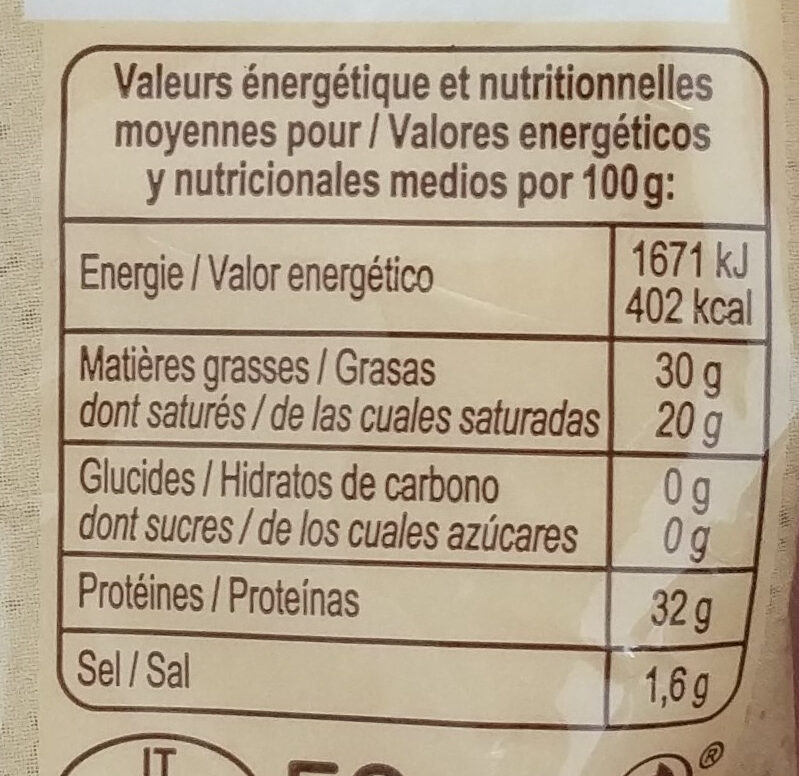 Valeurs énergétique et nutritionnelles
moyennes pour / Valores energéticos
y nutricionales medios por 100 g:
Energie / Valor energético 1671 kJ
402 kcal
Matières grasses / Grasas 30 g
dont saturés / de las cuales saturadas 20 g
Glucides / Hidratos de carbono 0 g
dont sucres / de los cuales azúcares 0 g
Protéines / Proteínas 32 g
Sel / Sal 1,6 g
IT ®